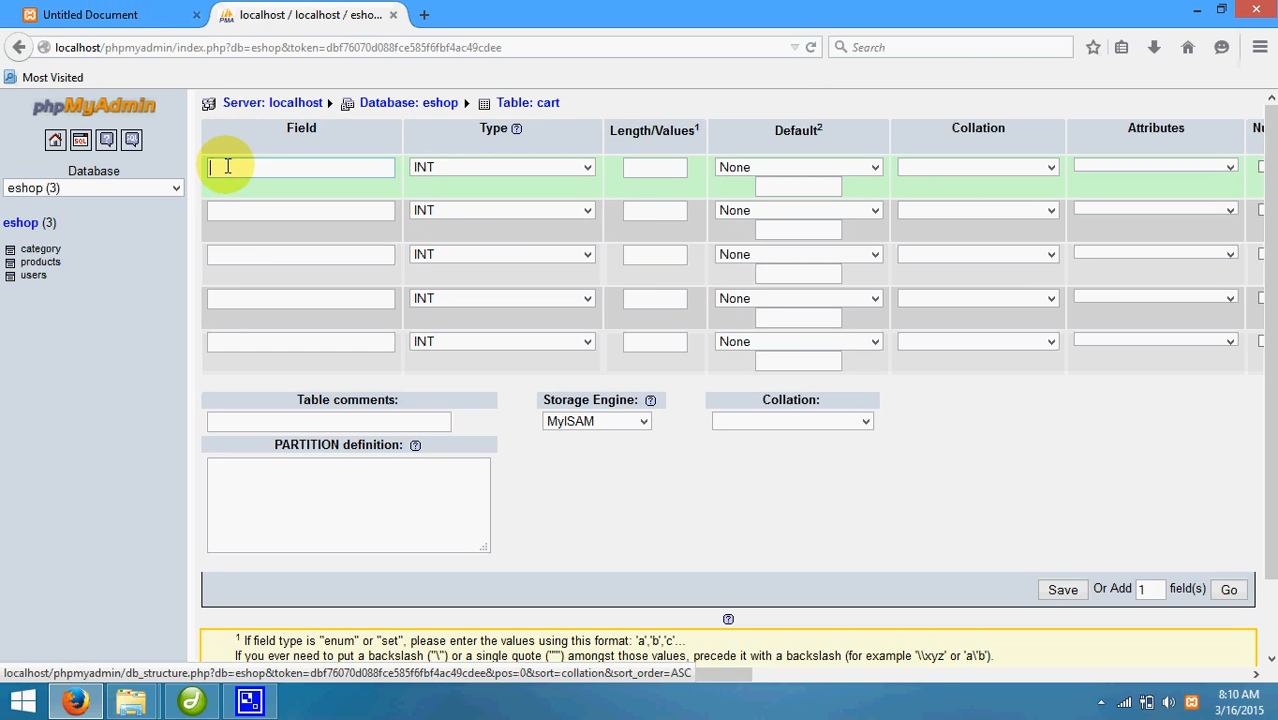 Untitled Document
localhost / localhost / esho...
localhost/phpmyadmin/index.php?db=eshop&token=dbf76070d088fce585f6fbf4ac49cdee
Search
Most Visited
phpMyAdmin
Database
eshop (3)
eshop (3)
category
products
users
Server: localhost
Database: eshop
Table: cart
Field Type Length/Values1 Default2 Collation Attributes Nu
INT None
INT None
INT None
INT None
INT None
Table comments:
Storage Engine:
Collation:
MyISAM
PARTITION definition:
Save Or Add 1 field(s) Go
1 If field type is "enum" or "set", please enter the values using this format: 'a','b','c'...
If you ever need to put a backslash ("\") or a single quote ("'") amongst those values, precede it with a backslash (for example '\\xyz' or 'a\'b').
localhost/phpmyadmin/db_structure.php?db=eshop&token=dbf76070d088fce585f6fbf4ac49cdee&pos=0&sort=collation&sort_order=ASC
8:10 AM
3/16/2015